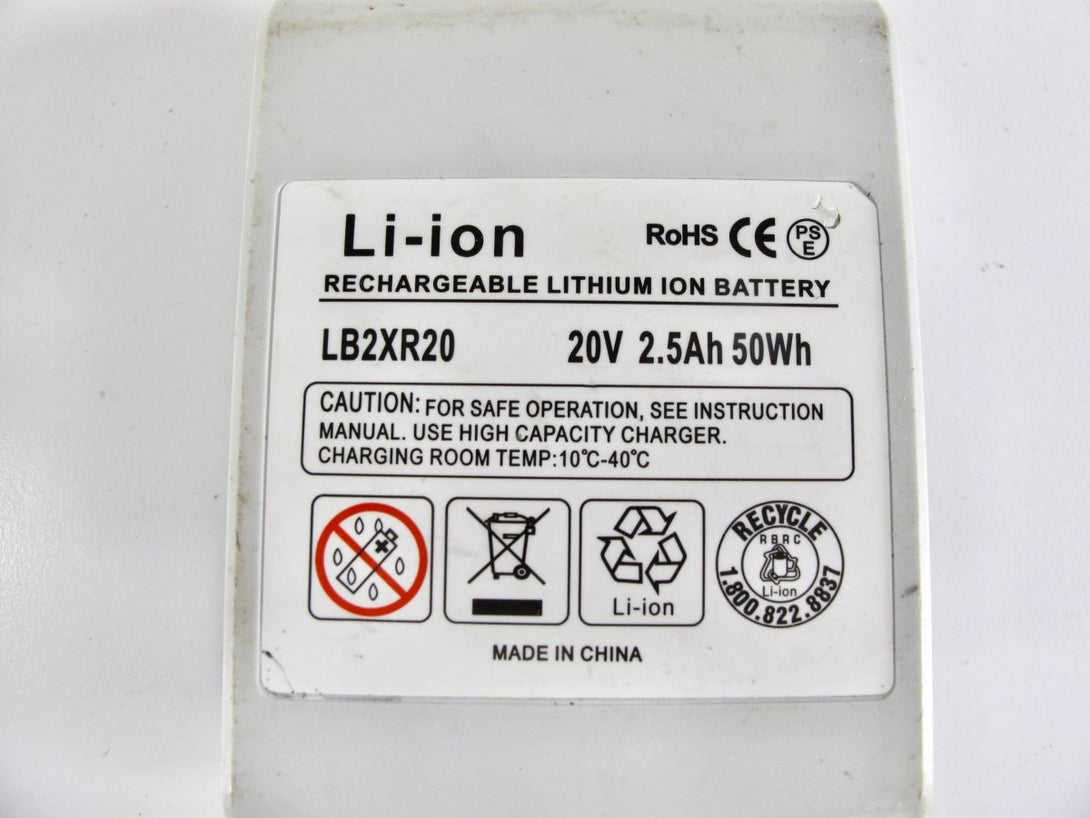 Li-ion
RoHS CE PS E
RECHARGEABLE LITHIUM ION BATTERY
LB2XR20 20V 2.5Ah 50Wh
CAUTION: FOR SAFE OPERATION, SEE INSTRUCTION
MANUAL. USE HIGH CAPACITY CHARGER.
CHARGING ROOM TEMP:10℃-40℃
Li-ion
RECYCLE
RBRC
Li-ion
1.800.822.8837
MADE IN CHINA